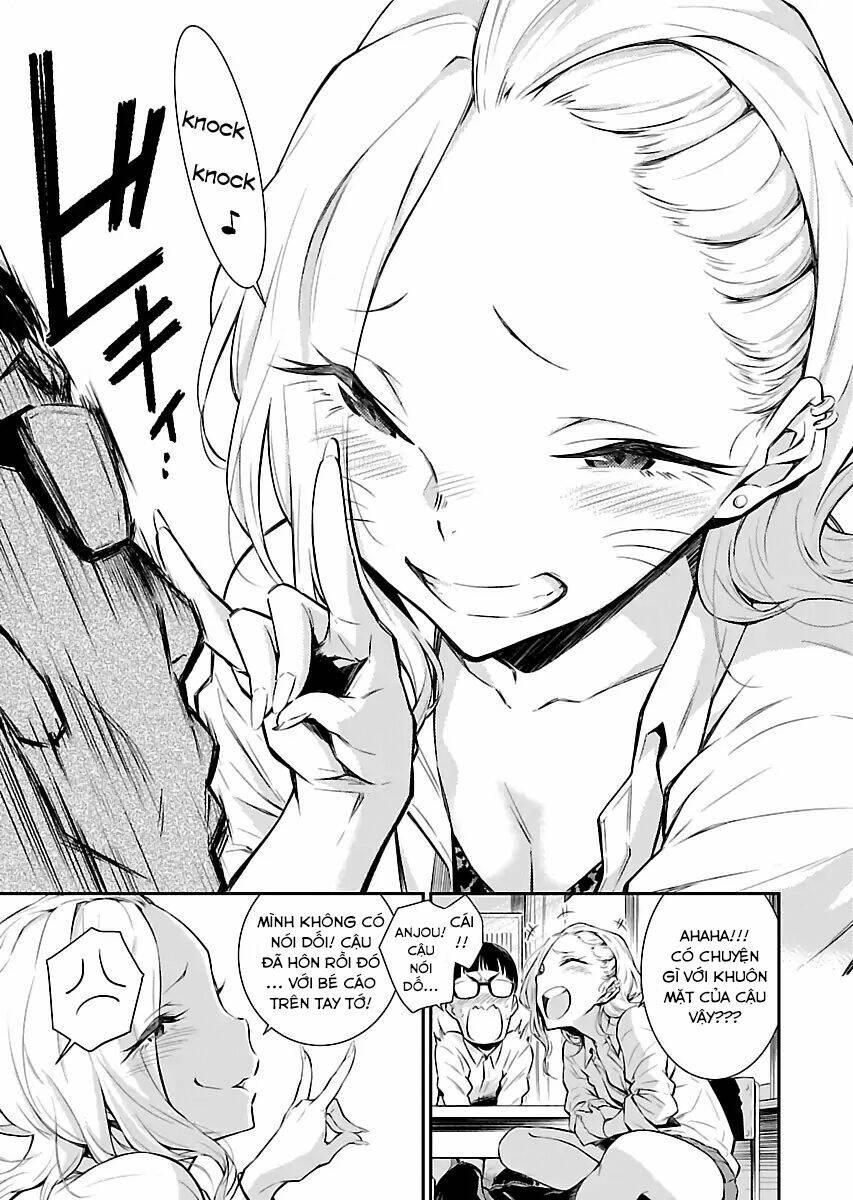 knock
knock
♪
ビキィ…
AHAHA!!!
CÓ CHUYỆN
GÌ VỚI KHUÔN
MẶT CỦA CẬU
VẬY???
CÁI
!!
ANJOU!
CẬU
NÓI
DỐ...
MÌNH KHÔNG CÓ
NÓI DỐI! CẬU
ĐÃ HÔN RỒI ĐÓ
... VỚI BÉ CÁO
TRÊN TAY TỚ!